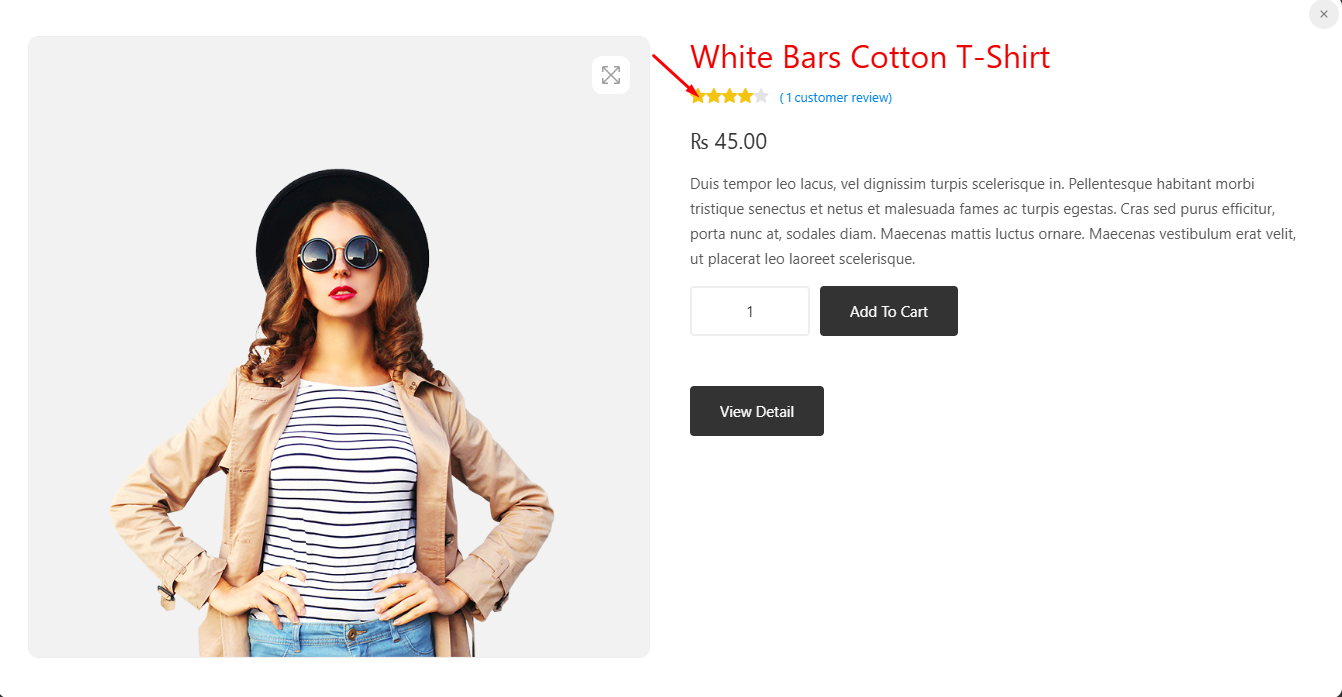 White Bars Cotton T-Shirt
( 1 customer review)
₨ 45.00
Duis tempor leo lacus, vel dignissim turpis scelerisque in. Pellentesque habitant morbi
tristique senectus et netus et malesuada fames ac turpis egestas. Cras sed purus efficitur,
porta nunc at, sodales diam. Maecenas mattis luctus ornare. Maecenas vestibulum erat velit,
ut placerat leo laoreet scelerisque.
1
Add To Cart
View Detail